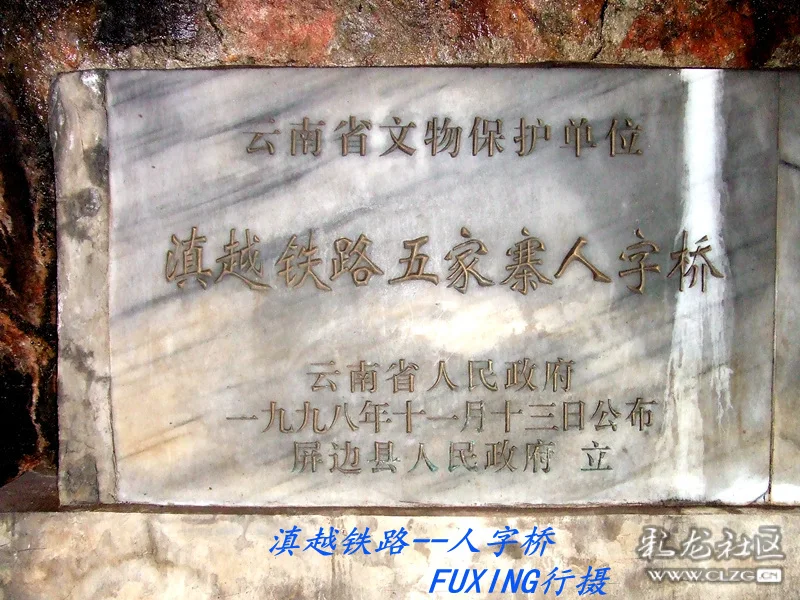 云南省文物保护单位
滇越铁路五家寨人字桥
云南省人民政府
一九九八年十一月十三日公布
屏边县人民政府 立
滇越铁路--人字桥
FUXING行摄
彩龙社区
WWW.CLZG.CN